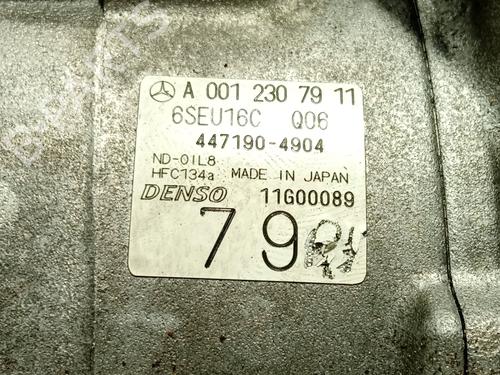 A 001 230 79 11
6SEU16C Q06
447190-4904
ND-OIL8
HFC134a MADE IN JAPAN
DENSO 11G00089
79